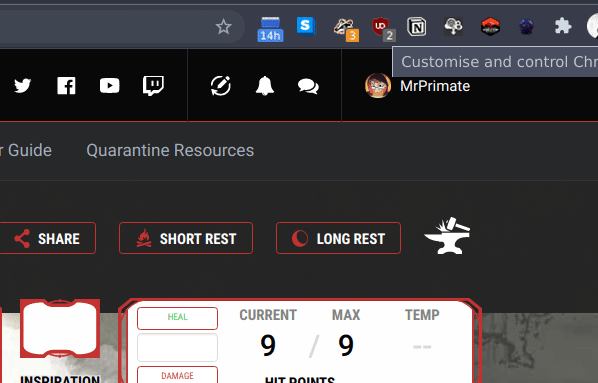 14h
3
2
Customise and control Chr
MrPrimate
r Guide
Quarantine Resources
SHARE
SHORT REST
LONG REST
HEAL
CURRENT
MAX
TEMP
9
/
9
--
DAMAGE
INSPIRATION
HIT POINTS